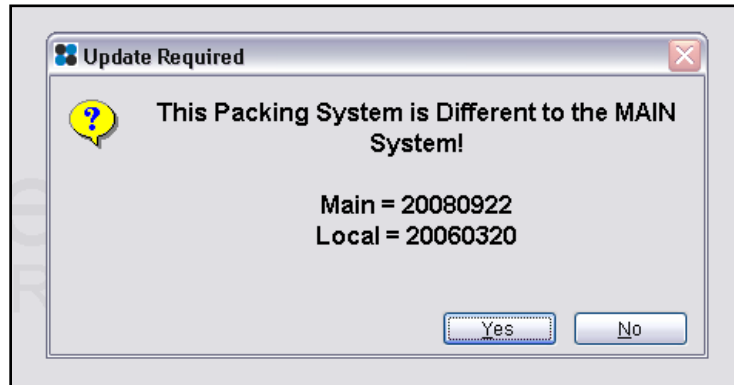 Update Required
This Packing System is Different to the MAIN
System!
Main = 20080922
Local = 20060320
Yes
No